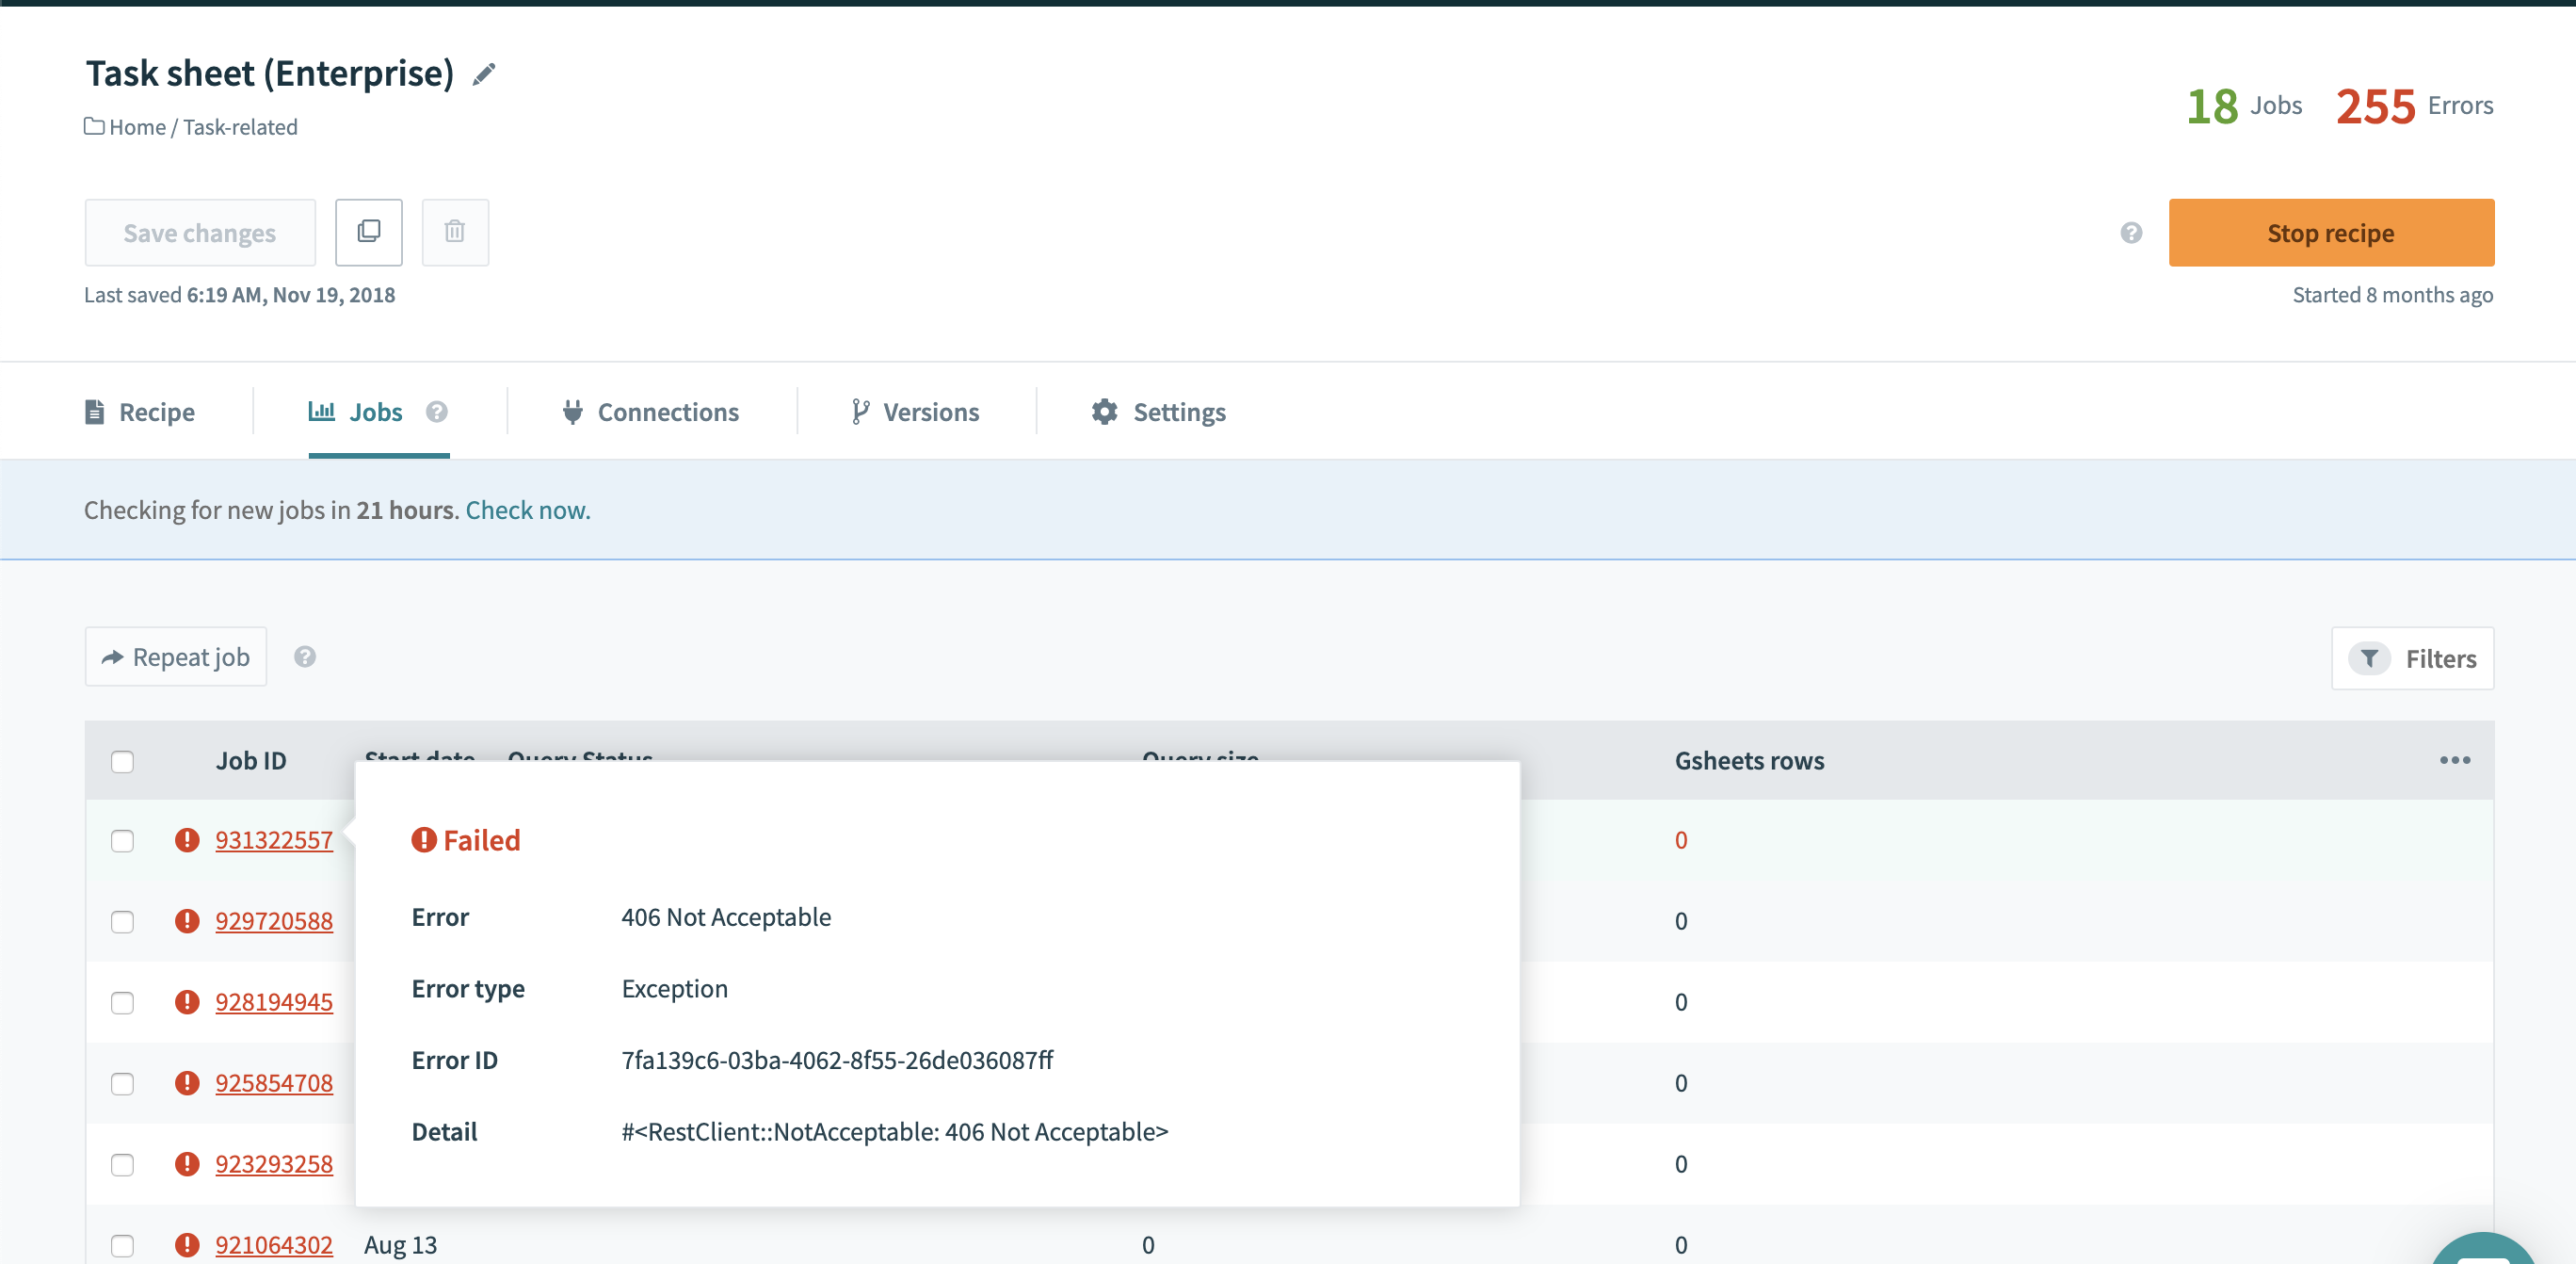 Task sheet (Enterprise)
Home / Task-related
18 Jobs 255 Errors
Save changes
Stop recipe
Last saved 6:19 AM, Nov 19, 2018
Started 8 months ago
Recipe
Jobs
Connections
Versions
Settings
Checking for new jobs in 21 hours. Check now.
Repeat job
Filters
Job ID Start date Query Status Query size Gsheets rows
931322557 0
Failed
Error 406 Not Acceptable
929720588 0
Error type Exception
928194945 0
Error ID 7fa139c6-03ba-4062-8f55-26de036087ff
925854708 0
Detail #<RestClient::NotAcceptable: 406 Not Acceptable>
923293258 0
921064302 Aug 13 0 0